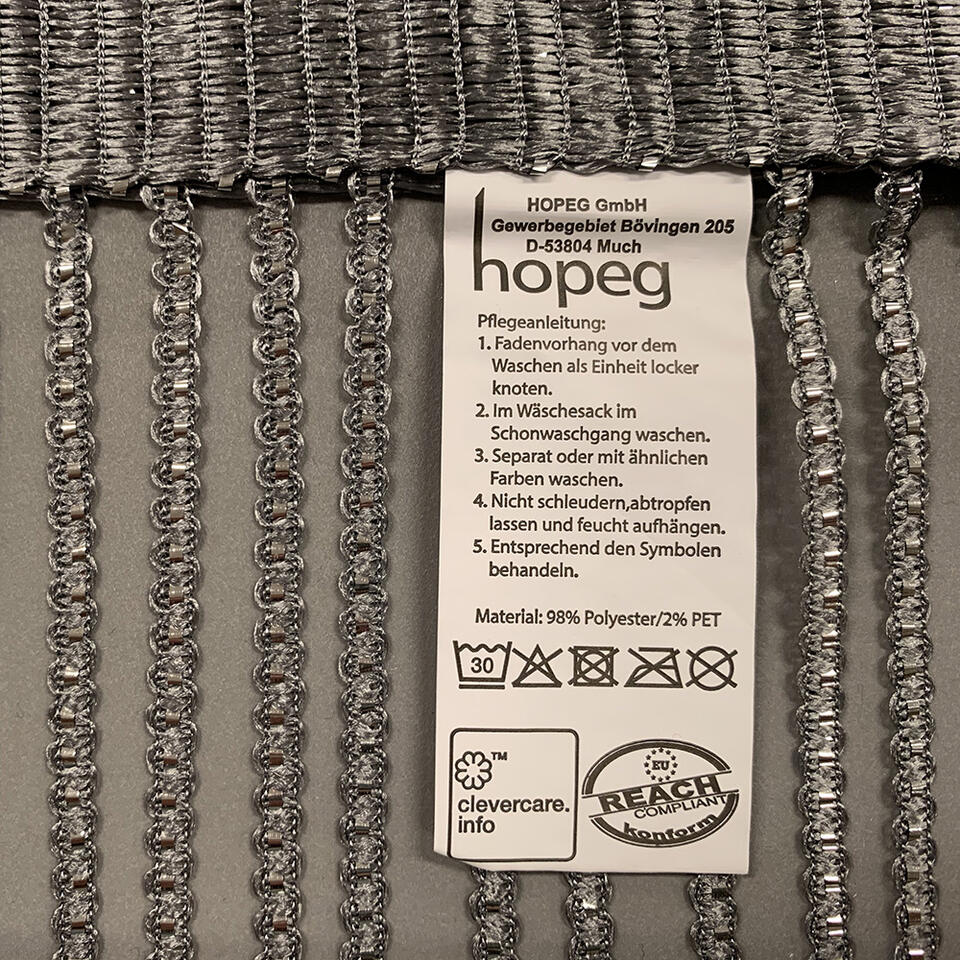 HOPEG GmbH
Gewerbegebiet Bövingen 205
D-53804 Much
hopeg
Pflegeanleitung:
1. Fadenvorhang vor dem
Waschen als Einheit locker
knoten.
2. Im Wäschesack im
Schonwaschgang waschen.
3. Separat oder mit ähnlichen
Farben waschen.
4. Nicht schleudern,abtropfen
lassen und feucht aufhängen.
5. Entsprechend den Symbolen
behandeln.
Material: 98% Polyester/2% PET
30
TM
clevercare.
info
EU
REACH
COMPLIANT
konform